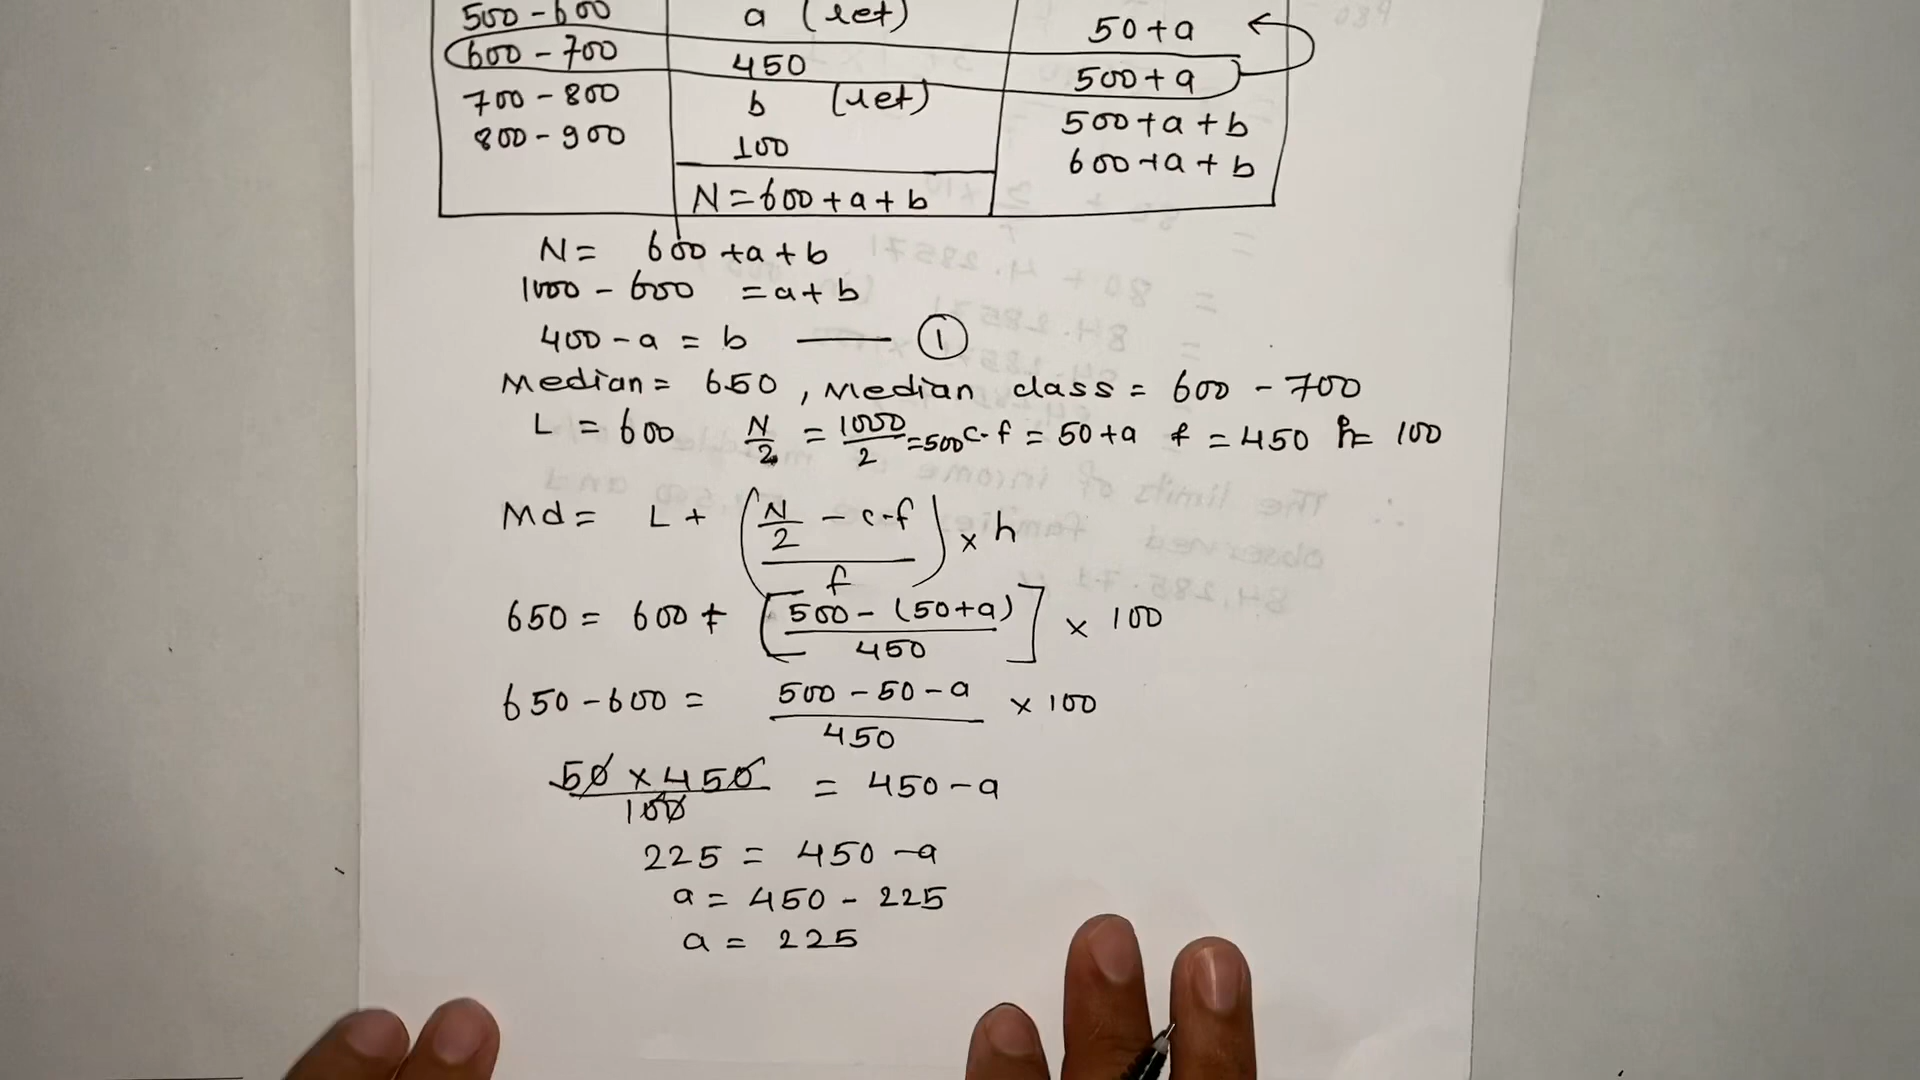 500 - 600 a (let) 50 + a
600 - 700 450 500 + a
700 - 800 b (let) 500 + a + b
800 - 900 100 600 + a + b
N = 600 + a + b
N = 600 + a + b
1000 - 600 = a + b
400 - a = b —— 1
Median = 650 , Median class = 600 - 700
L = 600 N/2 = 1000/2 = 500 c.f = 50 + a f = 450 h = 100
Md = L + (N/2 - c.f / f) × h
650 = 600 + [500 - (50 + a) / 450] × 100
650 - 600 = 500 - 50 - a / 450 × 100
50 × 450 / 100 = 450 - a
225 = 450 - a
a = 450 - 225
a = 225